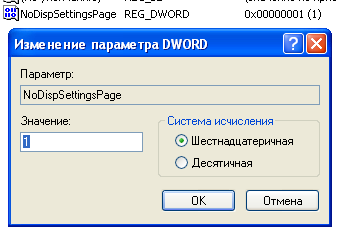 NoDispSettingsPage REG_DWORD 0x00000001 (1)
Изменение параметра DWORD
Параметр:
NoDispSettingsPage
Значение:
1
Система исчисления
Шестнадцатеричная
Десятичная
OK
Отмена